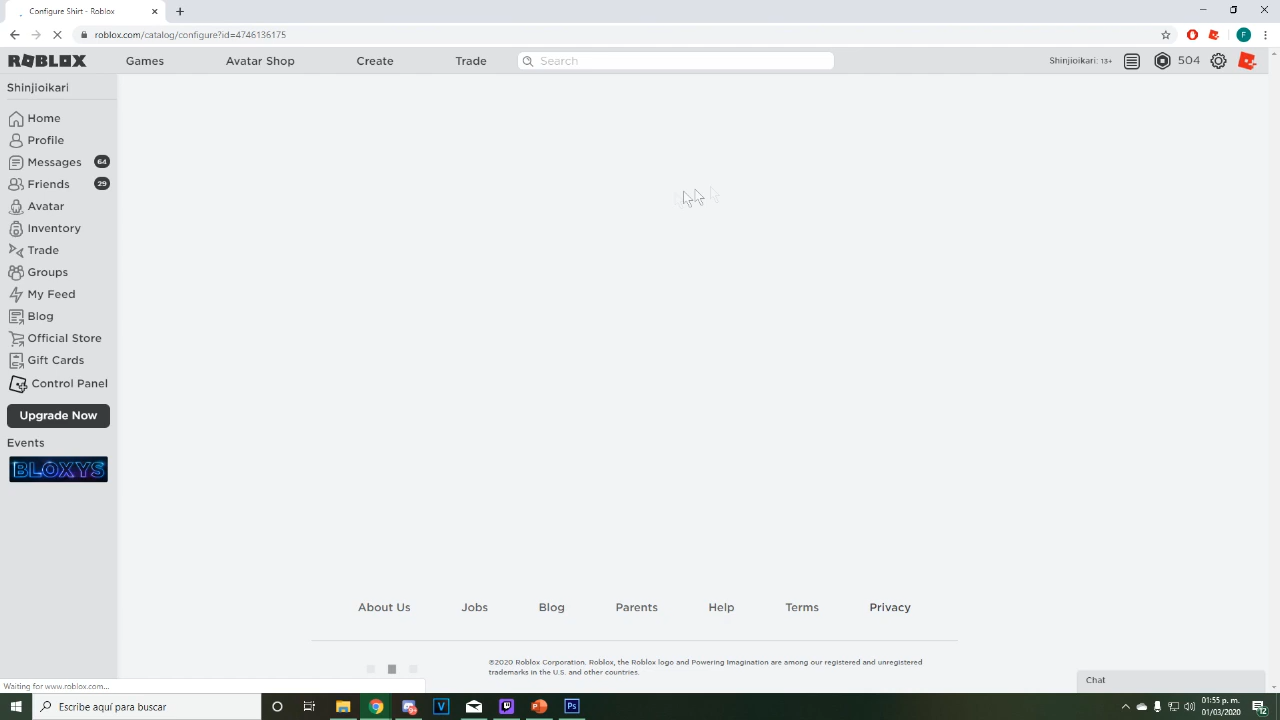 Configure Shirt - Roblox
roblox.com/catalog/configure?id=4746136175
F
ROBLOX
Games
Avatar Shop
Create
Trade
Search
Shinjioikari: 13+
504
Shinjioikari
Home
Profile
Messages 64
Friends 29
Avatar
Inventory
Trade
Groups
My Feed
Blog
Official Store
Gift Cards
Control Panel
Upgrade Now
Events
BLOXYS
About Us
Jobs
Blog
Parents
Help
Terms
Privacy
©2020 Roblox Corporation. Roblox, the Roblox logo and Powering Imagination are among our registered and unregistered
trademarks in the U.S. and other countries.
Chat
Waiting for www.roblox.com...
Escribe aquí para buscar
V
P
Ps
01:55 p. m.
01/03/2020
12